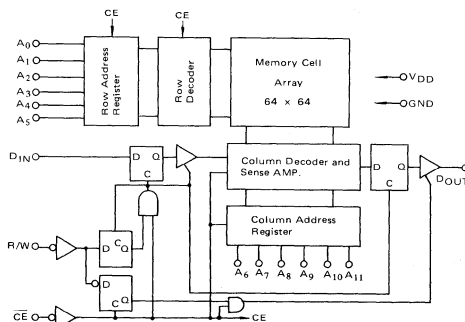 CE CE
A0
A1
A2
A3
A4
A5
Row Address
Register
Row
Decoder
Memory Cell
Array
64 × 64
VDD
GND
DIN
D Q
C
Column Decoder and
Sense AMP.
D Q
C
DOUT
Column Address
Register
R/W
D C Q
A6 A7 A8 A9 A10 A11
D
Q
C
CE
CE